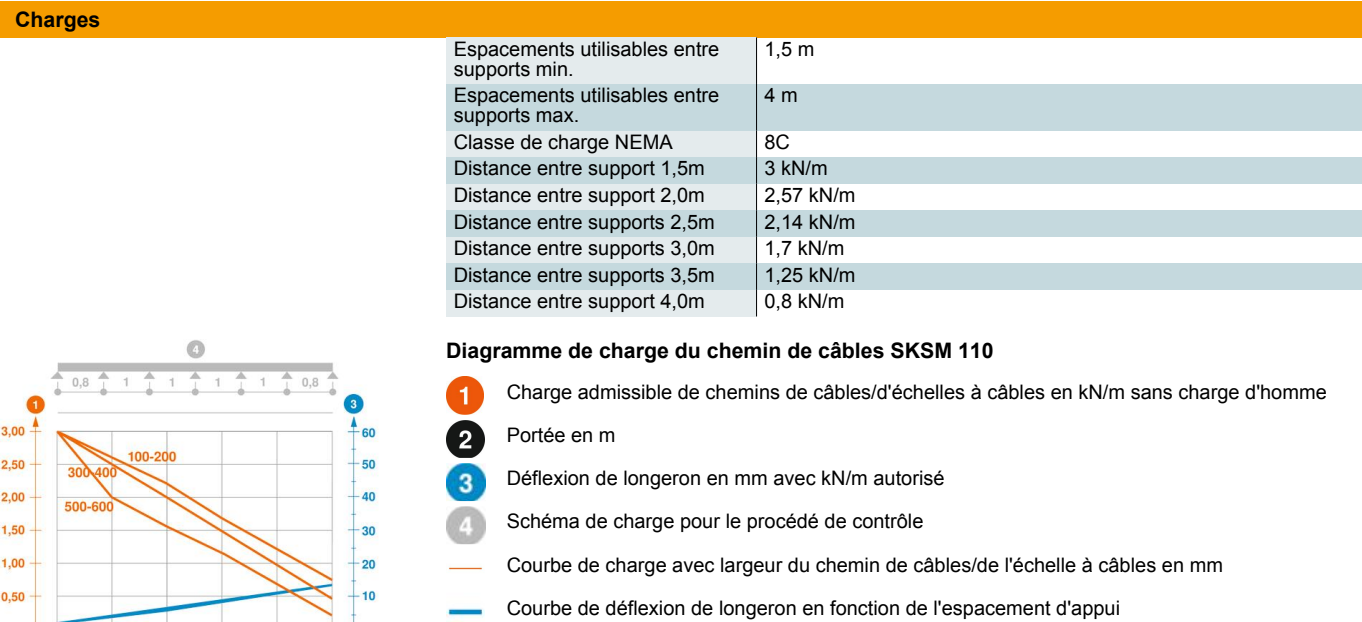 Charges
Espacements utilisables entre
supports min.
1,5 m
Espacements utilisables entre
supports max.
4 m
Classe de charge NEMA
8C
Distance entre support 1,5m
3 kN/m
Distance entre support 2,0m
2,57 kN/m
Distance entre supports 2,5m
2,14 kN/m
Distance entre supports 3,0m
1,7 kN/m
Distance entre supports 3,5m
1,25 kN/m
Distance entre support 4,0m
0,8 kN/m
4
0,8 1 1 1 1 0,8
1
3
3,00
2,50
2,00
1,50
1,00
0,50
60
50
40
30
20
10
100-200
300-400
500-600
Diagramme de charge du chemin de câbles SKSM 110
1 Charge admissible de chemins de câbles/d'échelles à câbles en kN/m sans charge d'homme
2 Portée en m
3 Déflexion de longeron en mm avec kN/m autorisé
4 Schéma de charge pour le procédé de contrôle
Courbe de charge avec largeur du chemin de câbles/de l'échelle à câbles en mm
Courbe de déflexion de longeron en fonction de l'espacement d'appui